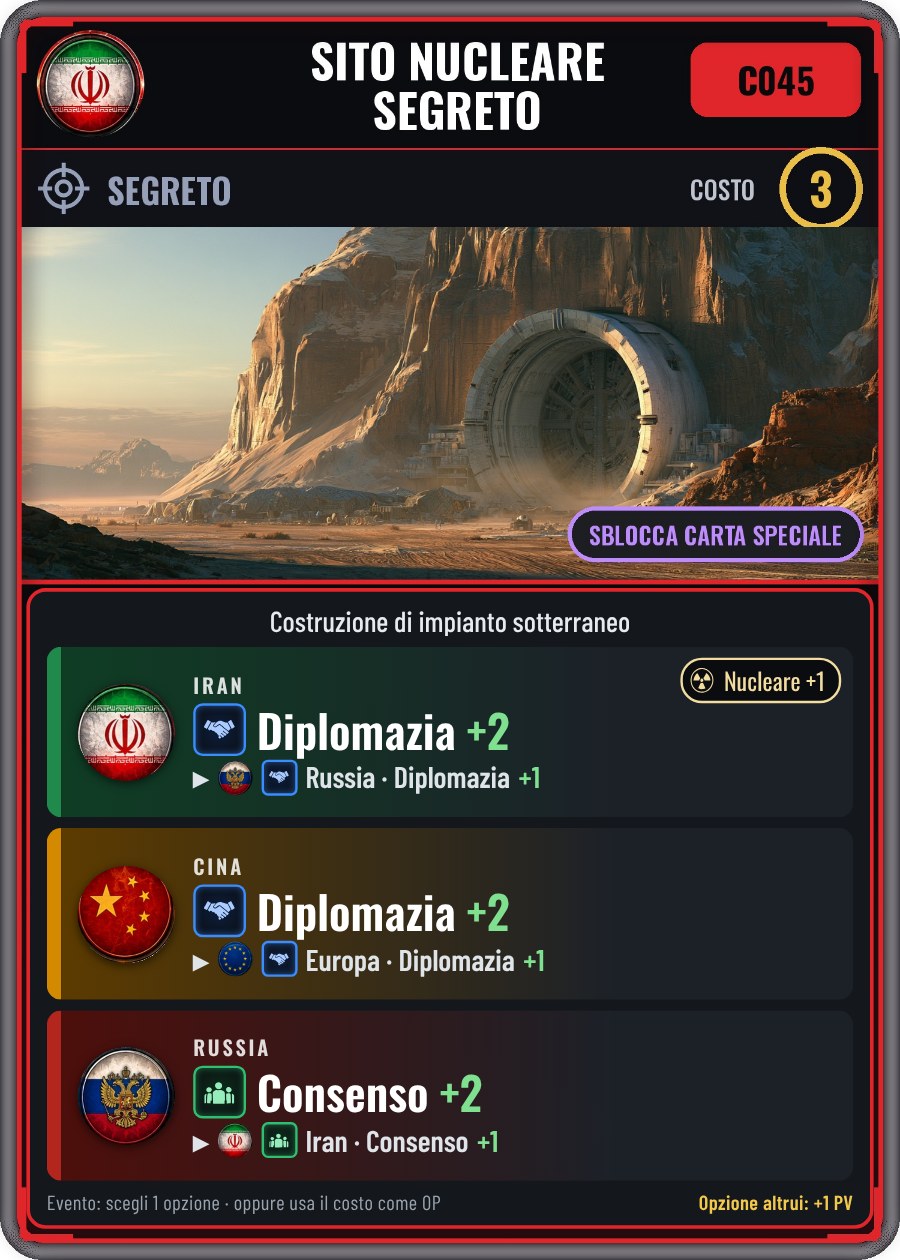 SITO NUCLEARE
SEGRETO
C045
SEGRETO
COSTO
3
SBLOCCA CARTA SPECIALE
Costruzione di impianto sotterraneo
IRAN
Nucleare +1
Diplomazia +2
▶ Russia · Diplomazia +1
CINA
Diplomazia +2
▶ Europa · Diplomazia +1
RUSSIA
Consenso +2
▶ Iran · Consenso +1
Evento: scegli 1 opzione · oppure usa il costo come OP
Opzione altrui: +1 PV